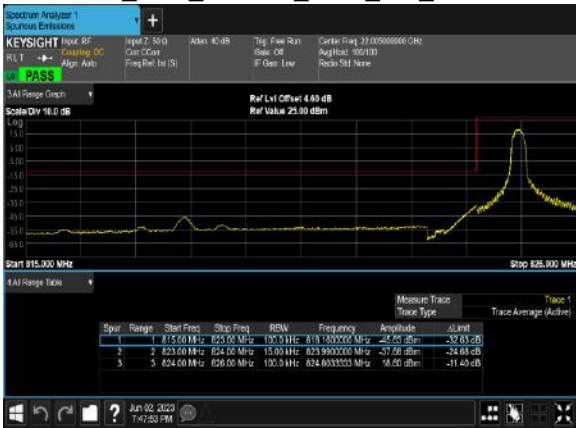 Spectrum Analyzer 1
Spurious Emissions
+
KEYSIGHT Input: RF
RLT Coupling: DC
Align: Auto
Input Z: 50 Ω
Corr CCorr
Freq Ref: Int (S)
Atten: 40 dB
Trig: Free Run
Gate: Off
IF Gain: Low
Center Freq: 22.005000000 GHz
Avg|Hold: 100/100
Radio Std: None
PASS
3.All Range Graph
Scale/Div 10.0 dB
Ref Lvl Offset 4.60 dB
Ref Value 25.00 dBm
Log
15.0
5.00
-5.00
-15.0
-25.0
-35.0
-45.0
-55.0
-65.0
Start 815.000 MHz
Stop 826.000 MHz
4.All Range Table
Measure Trace Trace 1
Trace Type Trace Average (Active)
Spur Range Start Freq Stop Freq RBW Frequency Amplitude ΔLimit
1 1 815.00 MHz 823.00 MHz 100.0 kHz -32.63 dB
2 2 823.00 MHz 824.00 MHz 15.00 kHz 823.9900000 MHz -37.68 dBm -24.68 dB
3 3 824.00 MHz 826.00 MHz 100.0 kHz 824.6033333 MHz 18.60 dBm -11.40 dB
?
Jun 02, 2023
7:47:53 PM